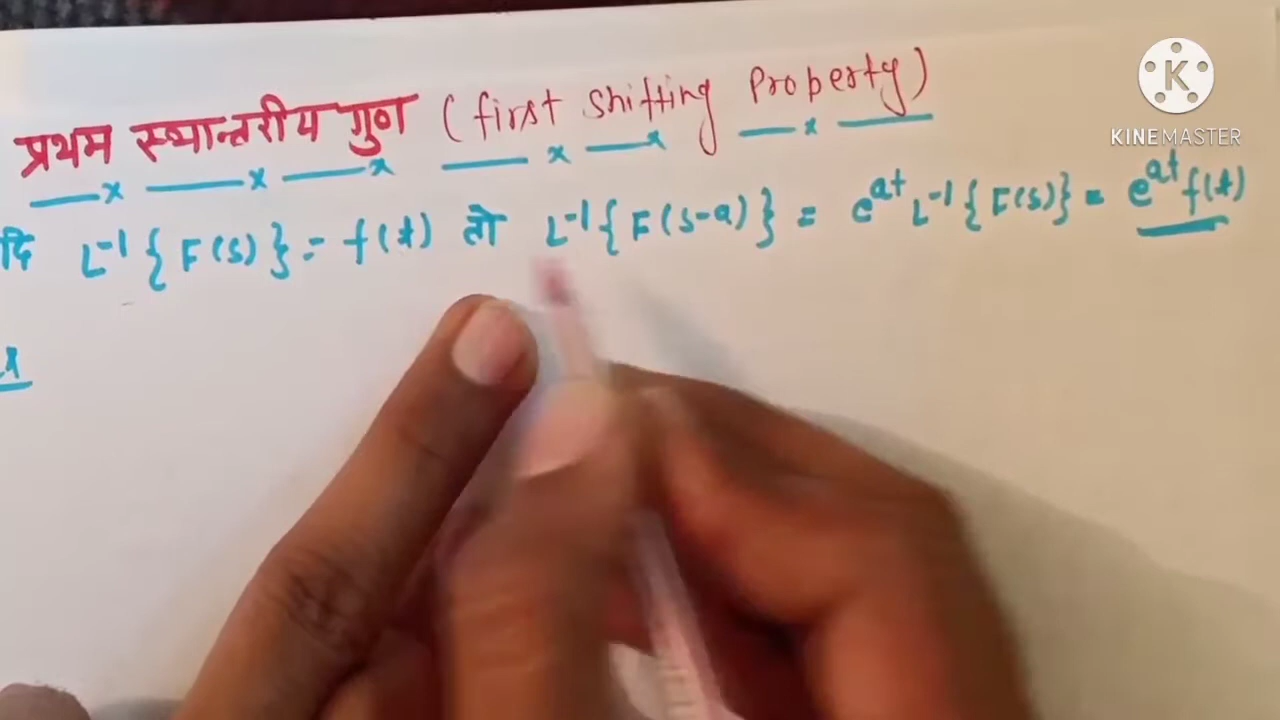 प्रथम स्थान्तरीय गुण (first shifting Property)
दि L⁻¹{F(s)} = f(t) तो L⁻¹{F(s-a)} = e^{at} L⁻¹{F(s)} = e^{at} f(t)
K
KINEMASTER